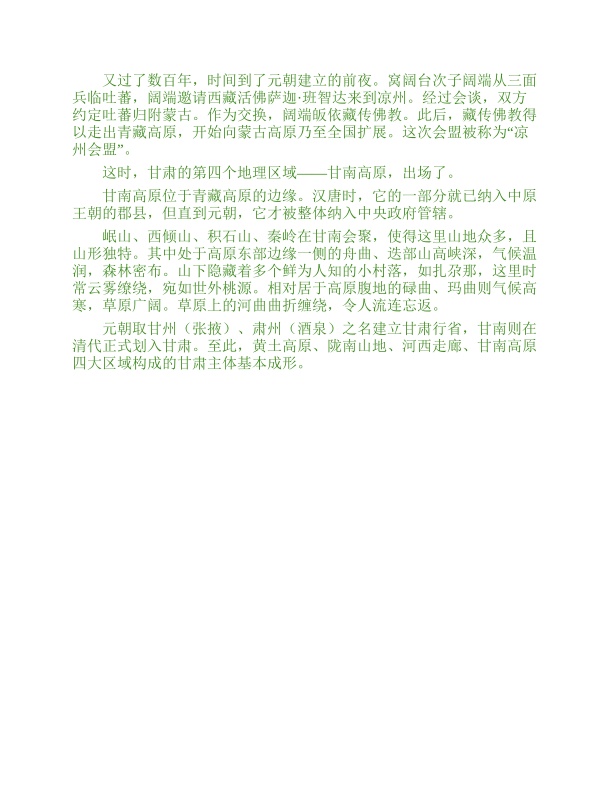 又过了数百年，时间到了元朝建立的前夜。窝阔台次子阔端从三面
兵临吐蕃，阔端邀请西藏活佛萨迦·班智达来到凉州。经过会谈，双方
约定吐蕃归附蒙古。作为交换，阔端皈依藏传佛教。此后，藏传佛教得
以走出青藏高原，开始向蒙古高原乃至全国扩展。这次会盟被称为“凉
州会盟”。
这时，甘肃的第四个地理区域——甘南高原，出场了。
甘南高原位于青藏高原的边缘。汉唐时，它的一部分就已纳入中原
王朝的郡县，但直到元朝，它才被整体纳入中央政府管辖。
岷山、西倾山、积石山、秦岭在甘南会聚，使得这里山地众多，且
山形独特。其中处于高原东部边缘一侧的舟曲、迭部山高峡深，气候温
润，森林密布。山下隐藏着多个鲜为人知的小村落，如扎尕那，这里时
常云雾缭绕，宛如世外桃源。相对居于高原腹地的碌曲、玛曲则气候高
寒，草原广阔。草原上的河曲曲折缠绕，令人流连忘返。
元朝取甘州（张掖）、肃州（酒泉）之名建立甘肃行省，甘南则在
清代正式划入甘肃。至此，黄土高原、陇南山地、河西走廊、甘南高原
四大区域构成的甘肃主体基本成形。